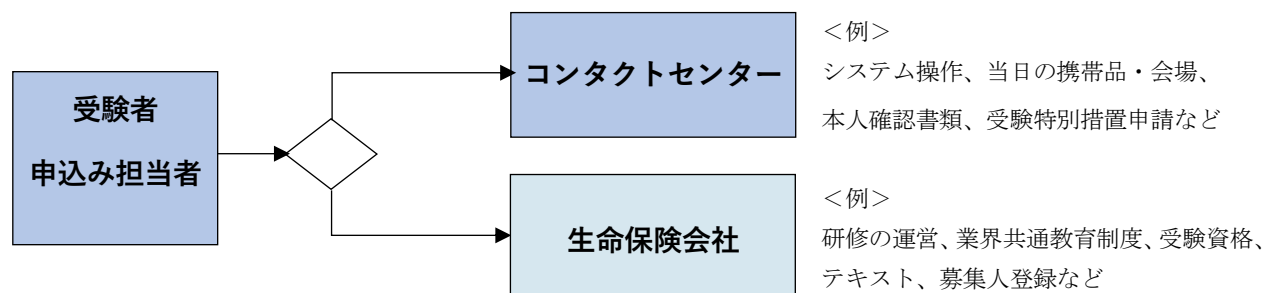 受験者
申込み担当者
コンタクトセンター
＜例＞
システム操作、当日の携帯品・会場、
本人確認書類、受験特別措置申請など
生命保険会社
＜例＞
研修の運営、業界共通教育制度、受験資格、
テキスト、募集人登録など